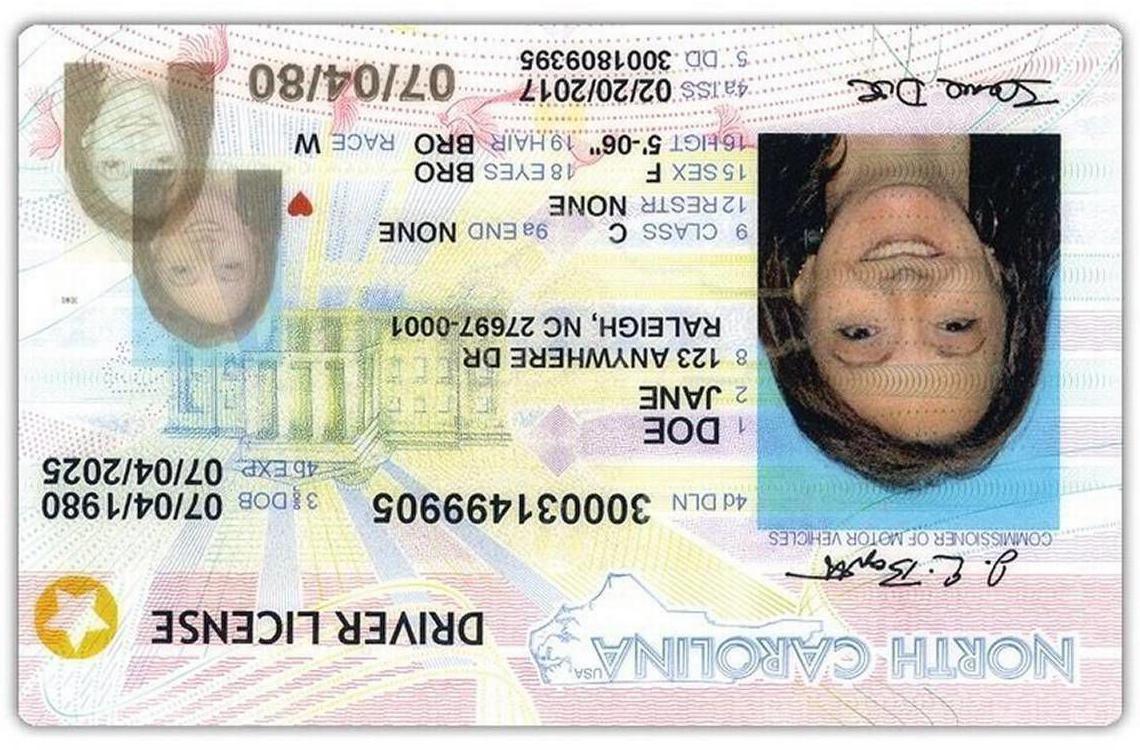 NORTH CAROLINA USA DRIVER LICENSE
COMMISSIONER OF MOTOR VEHICLES
4d DLN 300031499905 3 DOB 07/04/1980
4b EXP 07/04/2025
1 DOE
2 JANE
8 123 ANYWHERE DR
RALEIGH, NC 27697-0001
9 CLASS C 9a END NONE
12 RESTR NONE
15 SEX F 18 EYES BRO
16 HGT 5'-06" 19 HAIR BRO RACE W
4a ISS 02/20/2017 07/04/80
5 DD 3001809395